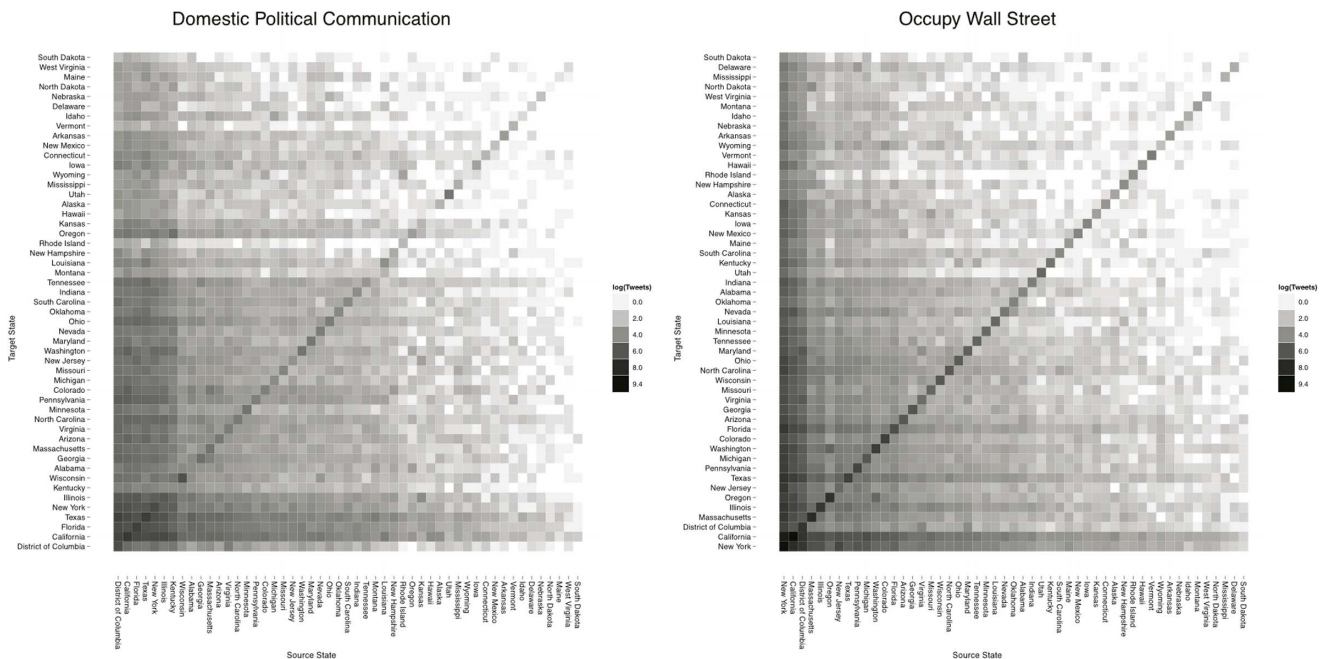 Domestic Political Communication
South Dakota
West Virginia
Maine
North Dakota
Nebraska
Delaware
Idaho
Vermont
Arkansas
New Mexico
Connecticut
Iowa
Wyoming
Mississippi
Utah
Alaska
Hawaii
Kansas
Oregon
Rhode Island
New Hampshire
Louisiana
Montana
Tennessee
Indiana
South Carolina
Oklahoma
Ohio
Nevada
Maryland
Washington
New Jersey
Missouri
Michigan
Colorado
Pennsylvania
Minnesota
North Carolina
Virginia
Arizona
Massachusetts
Georgia
Alabama
Wisconsin
Kentucky
Illinois
New York
Texas
Florida
California
District of Columbia
Target State
District of Columbia
California
Florida
Texas
New York
Illinois
Kentucky
Wisconsin
Alabama
Georgia
Massachusetts
Arizona
Virginia
North Carolina
Minnesota
Pennsylvania
Colorado
Michigan
Missouri
New Jersey
Washington
Maryland
Nevada
Ohio
Oklahoma
South Carolina
Indiana
Tennessee
Montana
Louisiana
New Hampshire
Rhode Island
Oregon
Kansas
Hawaii
Alaska
Utah
Mississippi
Wyoming
Iowa
Connecticut
New Mexico
Arkansas
Vermont
Idaho
Delaware
Nebraska
North Dakota
Maine
West Virginia
South Dakota
Source State
log(Tweets)
0.0
2.0
4.0
6.0
8.0
9.4
Occupy Wall Street
South Dakota
Delaware
Mississippi
North Dakota
West Virginia
Montana
Idaho
Nebraska
Arkansas
Wyoming
Vermont
Hawaii
Rhode Island
New Hampshire
Alaska
Connecticut
Kansas
Iowa
New Mexico
Maine
South Carolina
Kentucky
Utah
Indiana
Alabama
Oklahoma
Nevada
Louisiana
Minnesota
Tennessee
Maryland
Ohio
North Carolina
Wisconsin
Missouri
Virginia
Georgia
Arizona
Florida
Colorado
Washington
Michigan
Pennsylvania
Texas
New Jersey
Oregon
Illinois
Massachusetts
District of Columbia
California
New York
Target State
New York
California
District of Columbia
Massachusetts
Illinois
Oregon
New Jersey
Texas
Pennsylvania
Michigan
Washington
Colorado
Florida
Arizona
Georgia
Virginia
Missouri
Wisconsin
North Carolina
Ohio
Maryland
Tennessee
Minnesota
Louisiana
Nevada
Oklahoma
Alabama
Indiana
Utah
Kentucky
South Carolina
Maine
New Mexico
Iowa
Kansas
Connecticut
Alaska
New Hampshire
Rhode Island
Hawaii
Vermont
Wyoming
Arkansas
Nebraska
Idaho
Montana
West Virginia
North Dakota
Mississippi
Delaware
South Dakota
Source State
log(Tweets)
0.0
2.0
4.0
6.0
8.0
9.4